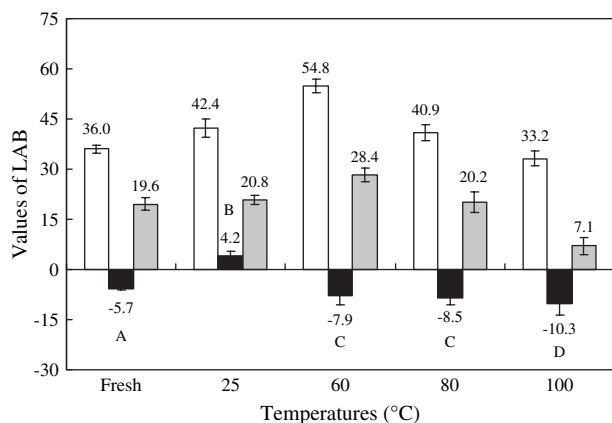 75
60
45
30
15
0
-15
-30
Values of LAB
36.0
-5.7
19.6
A
42.4
B
4.2
20.8
54.8
-7.9
28.4
C
40.9
-8.5
20.2
C
33.2
-10.3
7.1
D
Fresh 25 60 80 100
Temperatures (°C)